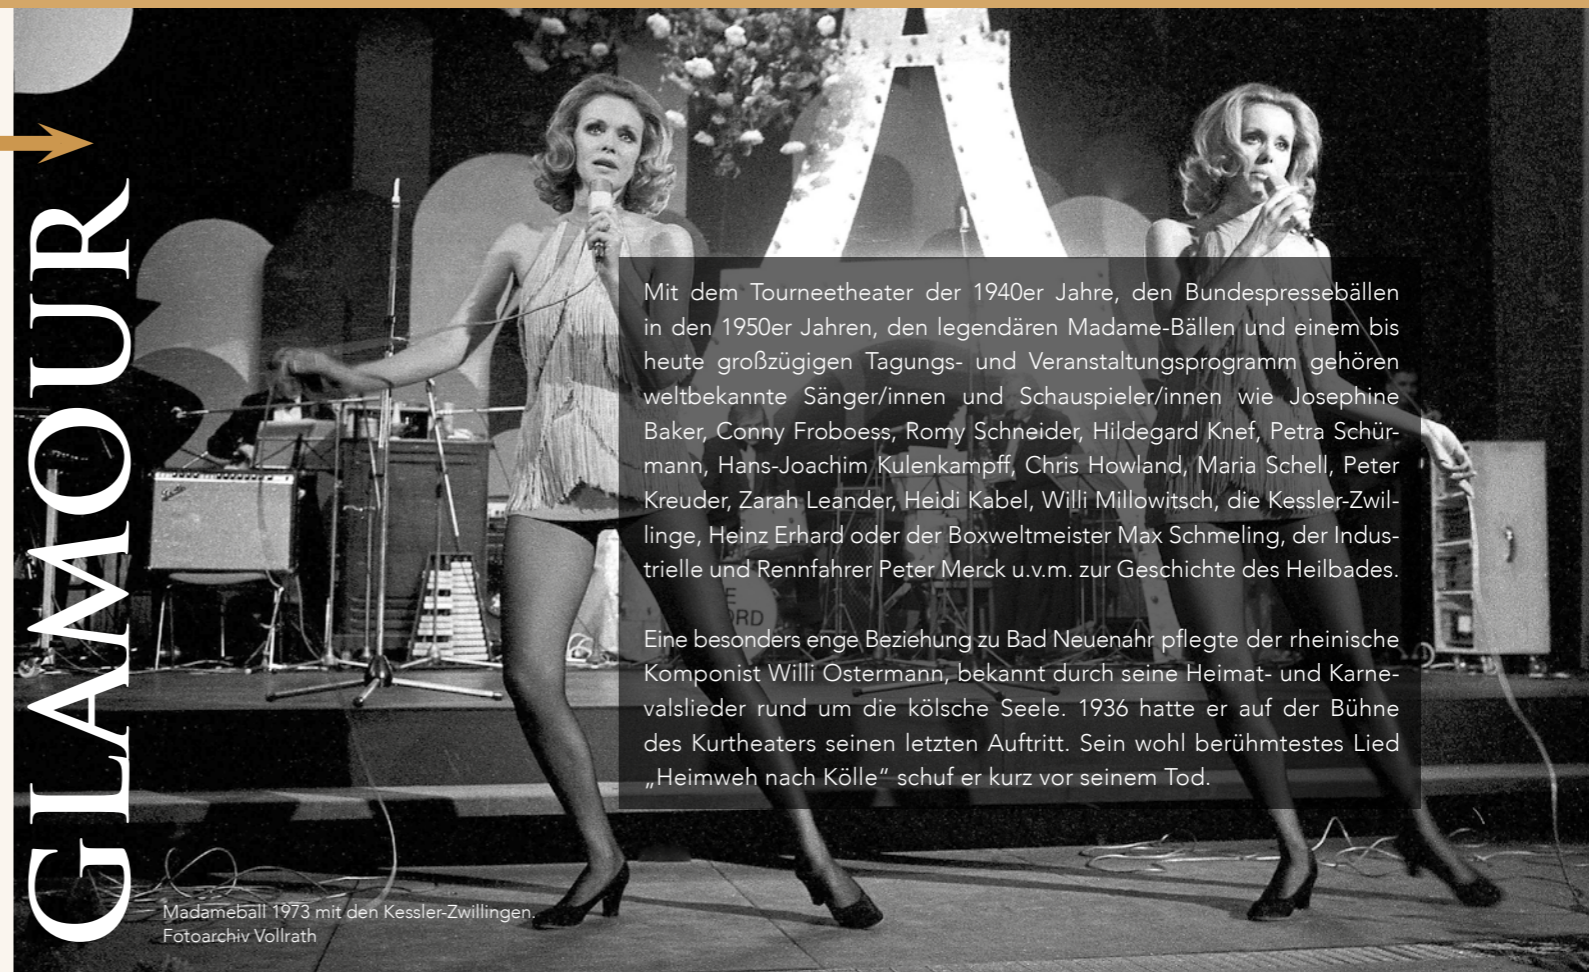 GLAMOUR
Mit dem Tourneetheater der 1940er Jahre, den Bundespressebällen
in den 1950er Jahren, den legendären Madame-Bällen und einem bis
heute großzügigen Tagungs- und Veranstaltungsprogramm gehören
weltbekannte Sänger/innen und Schauspieler/innen wie Josephine
Baker, Conny Froboess, Romy Schneider, Hildegard Knef, Petra Schür-
mann, Hans-Joachim Kulenkampff, Chris Howland, Maria Schell, Peter
Kreuder, Zarah Leander, Heidi Kabel, Willi Millowitsch, die Kessler-Zwil-
linge, Heinz Erhard oder der Boxweltmeister Max Schmeling, der Indus-
trielle und Rennfahrer Peter Merck u.v.m. zur Geschichte des Heilbades.
Eine besonders enge Beziehung zu Bad Neuenahr pflegte der rheinische
Komponist Willi Ostermann, bekannt durch seine Heimat- und Karne-
valslieder rund um die kölsche Seele. 1936 hatte er auf der Bühne
des Kurtheaters seinen letzten Auftritt. Sein wohl berühmtestes Lied
„Heimweh nach Kölle“ schuf er kurz vor seinem Tod.
Madameball 1973 mit den Kessler-Zwillingen.
Fotoarchiv Vollrath